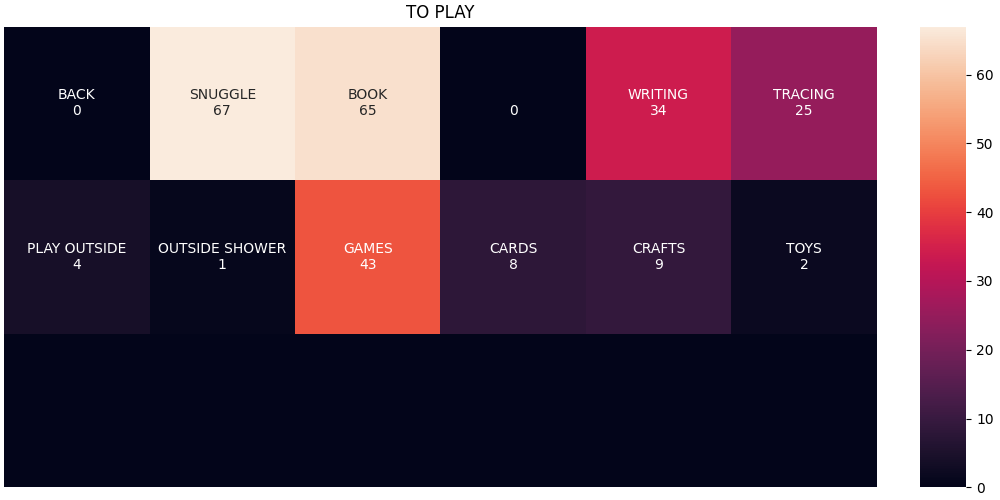 TO PLAY
BACK
0
SNUGGLE
67
BOOK
65
0
WRITING
34
TRACING
25
PLAY OUTSIDE
4
OUTSIDE SHOWER
1
GAMES
43
CARDS
8
CRAFTS
9
TOYS
2
60
50
40
30
20
10
0